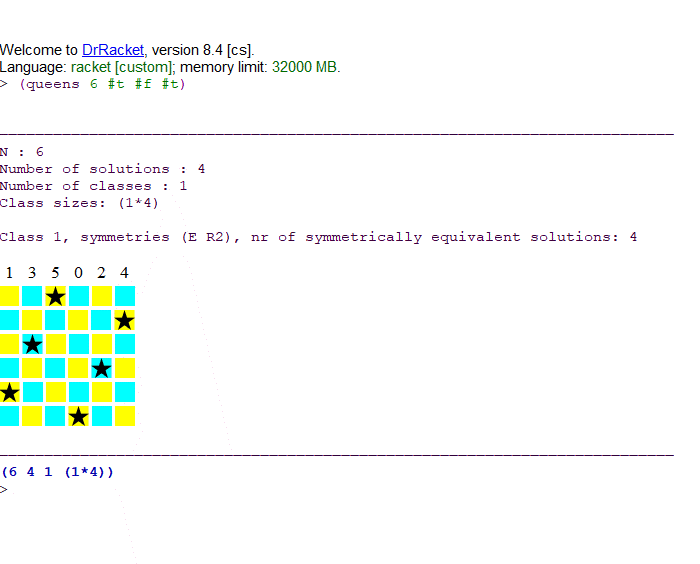 Welcome to DrRacket, version 8.4 [cs].
Language: racket [custom]; memory limit: 32000 MB.
> (queens 6 #t #f #t)
N : 6
Number of solutions : 4
Number of classes : 1
Class sizes: (1*4)
Class 1, symmetries (E R2), nr of symmetrically equivalent solutions: 4
1 3 5 0 2 4
(6 4 1 (1*4))
>